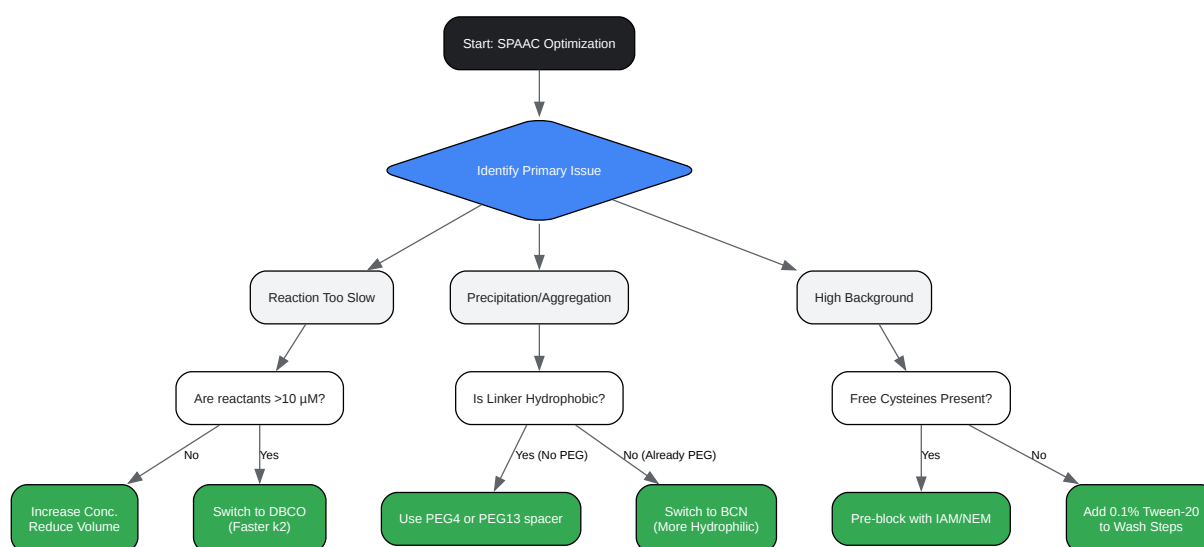 Start: SPAAC Optimization
Identify Primary Issue
Reaction Too Slow
Precipitation/Aggregation
High Background
Are reactants >10 µM?
Is Linker Hydrophobic?
Free Cysteines Present?
No
Yes
Yes (No PEG)
No (Already PEG)
Yes
No
Increase Conc.
Reduce Volume
Switch to DBCO
(Faster k2)
Use PEG4 or PEG13 spacer
Switch to BCN
(More Hydrophilic)
Pre-block with IAM/NEM
Add 0.1% Tween-20
to Wash Steps